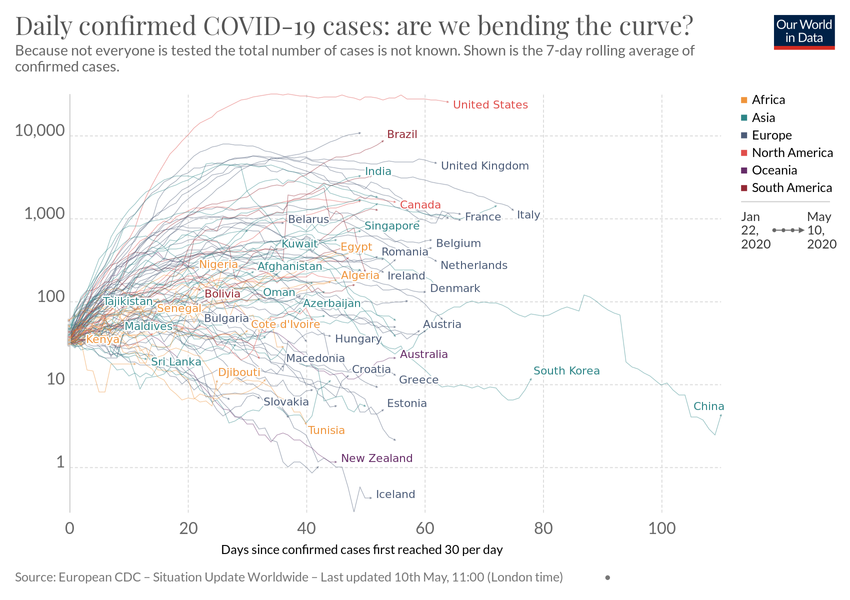 Daily confirmed COVID-19 cases: are we bending the curve?
Because not everyone is tested the total number of cases is not known. Shown is the 7-day rolling average of
confirmed cases.
Our World
in Data
Africa
Asia
Europe
North America
Oceania
South America
Jan
22,
2020
May
10,
2020
10,000
1,000
100
10
1
United States
Brazil
United Kingdom
India
Canada
Italy
France
Belarus
Singapore
Kuwait
Egypt
Belgium
Romania
Nigeria
Afghanistan
Netherlands
Algeria
Ireland
Denmark
Bolivia
Oman
Tajikistan
Azerbaijan
Senegal
Bulgaria
Cote d'Ivoire
Austria
Maldives
Kenya
Hungary
Macedonia
Australia
Sri Lanka
Croatia
South Korea
Djibouti
Greece
Slovakia
Estonia
China
Tunisia
New Zealand
Iceland
0
20
40
60
80
100
Days since confirmed cases first reached 30 per day
Source: European CDC – Situation Update Worldwide – Last updated 10th May, 11:00 (London time)